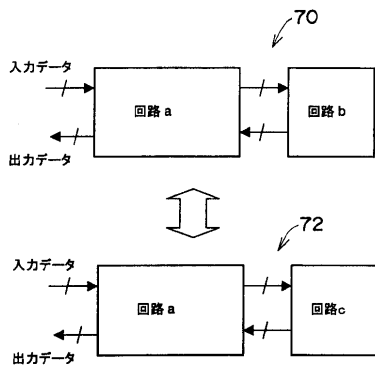 70
入力データ
回路 a
回路 b
出力データ
72
入力データ
回路 a
回路c
出力データ